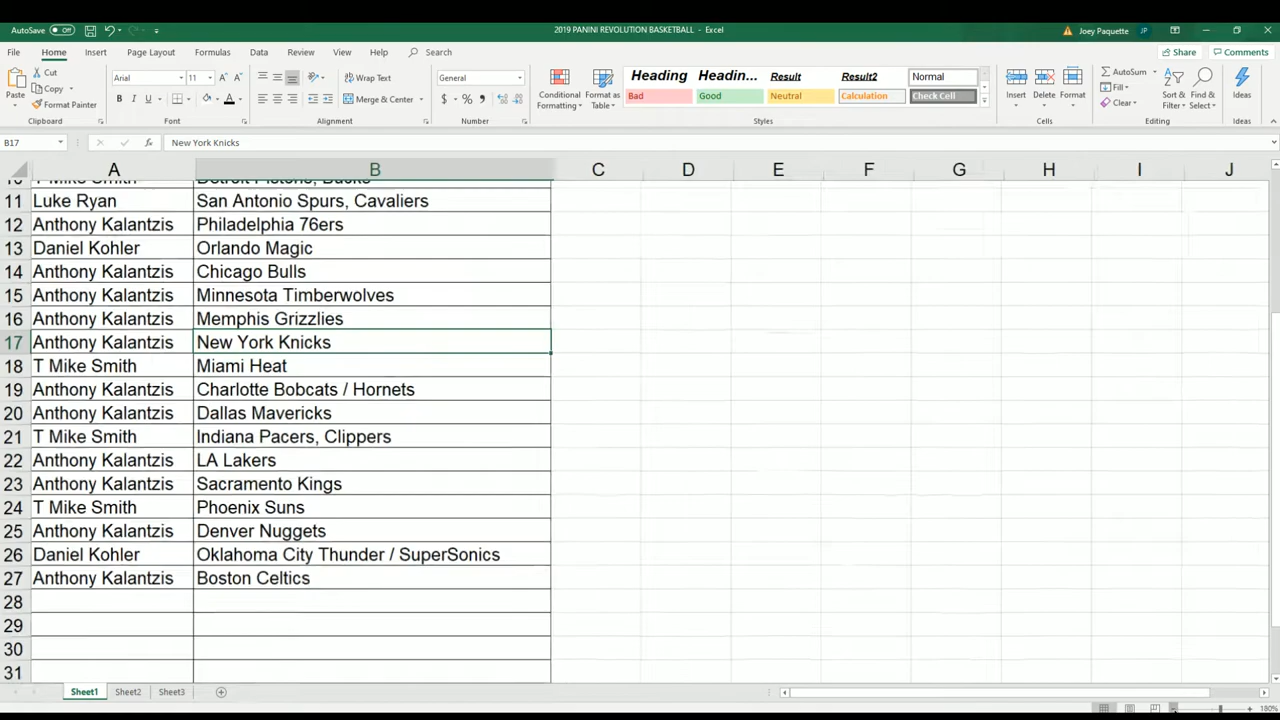 AutoSave Off 2019 PANINI REVOLUTION BASKETBALL - Excel Joey Paquette JP
File Home Insert Page Layout Formulas Data Review View Help Search Share Comments
Paste Cut Copy Format Painter Clipboard
Arial 11 B I U Font
Wrap Text Merge & Center Alignment
General $ % Number
Conditional Formatting Format as Table
Heading Headin... Result Result2 Normal
Bad Good Neutral Calculation Check Cell
Styles
Insert Delete Format Cells
AutoSum Fill Clear Sort & Filter Find & Select Editing
Ideas Ideas
B17 fx New York Knicks
A B C D E F G H I J
10 T Mike Smith Detroit Pistons, Bucks
11 Luke Ryan San Antonio Spurs, Cavaliers
12 Anthony Kalantzis Philadelphia 76ers
13 Daniel Kohler Orlando Magic
14 Anthony Kalantzis Chicago Bulls
15 Anthony Kalantzis Minnesota Timberwolves
16 Anthony Kalantzis Memphis Grizzlies
17 Anthony Kalantzis New York Knicks
18 T Mike Smith Miami Heat
19 Anthony Kalantzis Charlotte Bobcats / Hornets
20 Anthony Kalantzis Dallas Mavericks
21 T Mike Smith Indiana Pacers, Clippers
22 Anthony Kalantzis LA Lakers
23 Anthony Kalantzis Sacramento Kings
24 T Mike Smith Phoenix Suns
25 Anthony Kalantzis Denver Nuggets
26 Daniel Kohler Oklahoma City Thunder / SuperSonics
27 Anthony Kalantzis Boston Celtics
28
29
30
31
Sheet1 Sheet2 Sheet3
180%